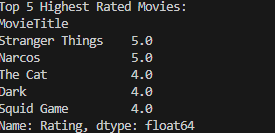 Top 5 Highest Rated Movies:
MovieTitle
Stranger Things    5.0
Narcos             5.0
The Cat            4.0
Dark               4.0
Squid Game         4.0
Name: Rating, dtype: float64